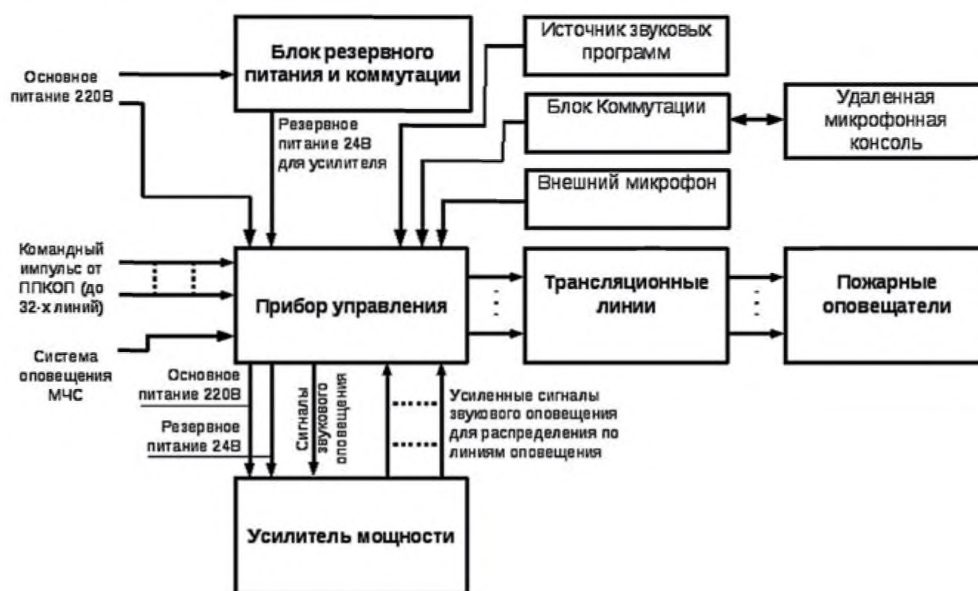 Блок резервного
питания и коммутации
Источник звуковых
программ
Основное
питание 220В
Блок Коммутации
Удаленная
микрофонная
консоль
Резервное
питание 24В
для усилителя
Внешний микрофон
Командный
импульс от
ППКОП (до
32-х линий)
Прибор управления
Трансляционные
линии
Пожарные
оповещатели
Система
оповещения
МЧС
Основное
питание 220В
Резервное
питание 24В
Сигналы
звукового
оповещения
Усиленные сигналы
звукового оповещения
для распределения по
линиям оповещения
Усилитель мощности